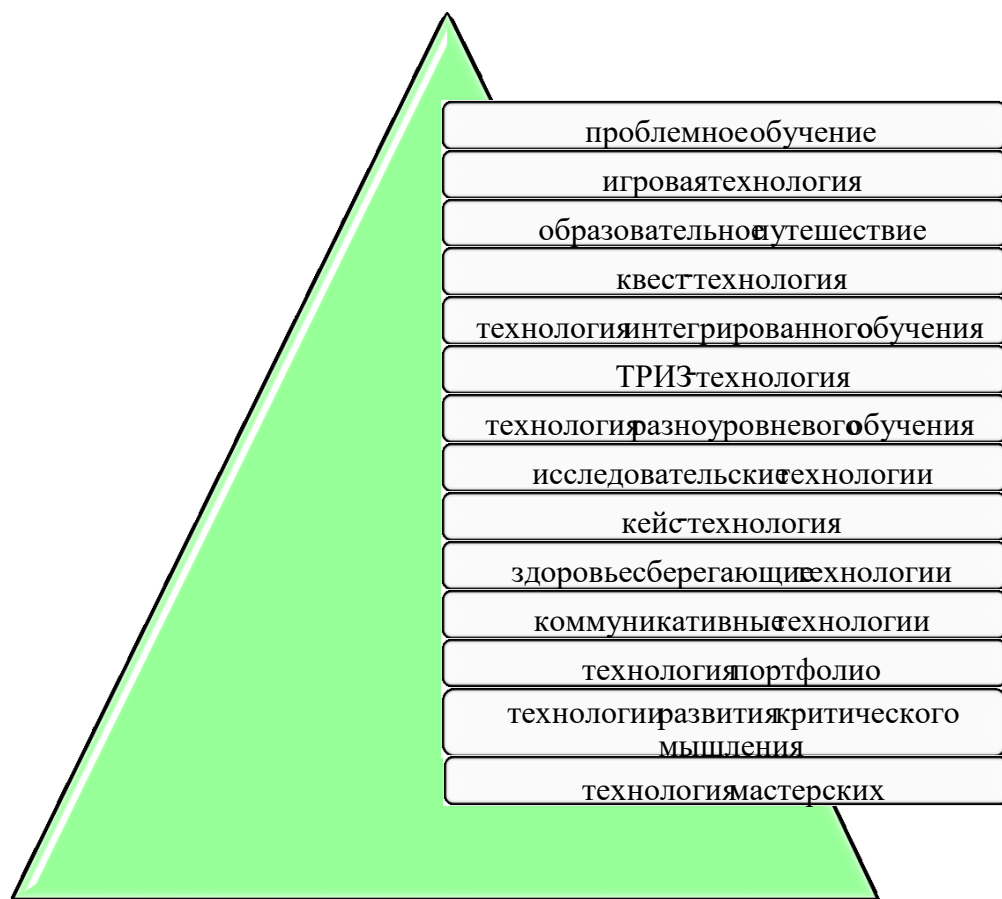 проблемное обучение
игровая технология
образовательное путешествие
квест-технология
технология интегрированного обучения
ТРИЗ-технология
технология разноуровневого обучения
исследовательские технологии
кейс-технология
здоровьесберегающие технологии
коммуникативные технологии
технология портфолио
технологии развития критического
мышления
технология мастерских